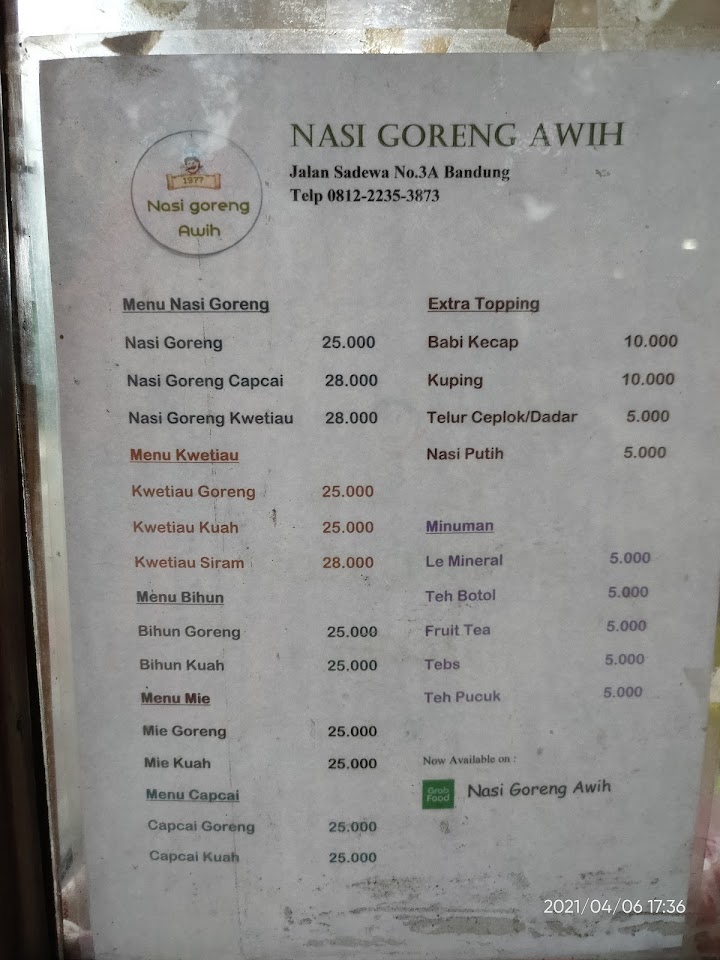 1977
Nasi goreng
Awih
NASI GORENG AWIH
Jalan Sadewa No.3A Bandung
Telp 0812-2235-3873
Menu Nasi Goreng
Nasi Goreng 25.000
Nasi Goreng Capcai 28.000
Nasi Goreng Kwetiau 28.000
Menu Kwetiau
Kwetiau Goreng 25.000
Kwetiau Kuah 25.000
Kwetiau Siram 28.000
Menu Bihun
Bihun Goreng 25.000
Bihun Kuah 25.000
Menu Mie
Mie Goreng 25.000
Mie Kuah 25.000
Menu Capcai
Capcai Goreng 25.000
Capcai Kuah 25.000
Extra Topping
Babi Kecap 10.000
Kuping 10.000
Telur Ceplok/Dadar 5.000
Nasi Putih 5.000
Minuman
Le Mineral 5.000
Teh Botol 5.000
Fruit Tea 5.000
Tebs 5.000
Teh Pucuk 5.000
Now Available on :
Grab
Food
Nasi Goreng Awih
2021/04/06 17:36